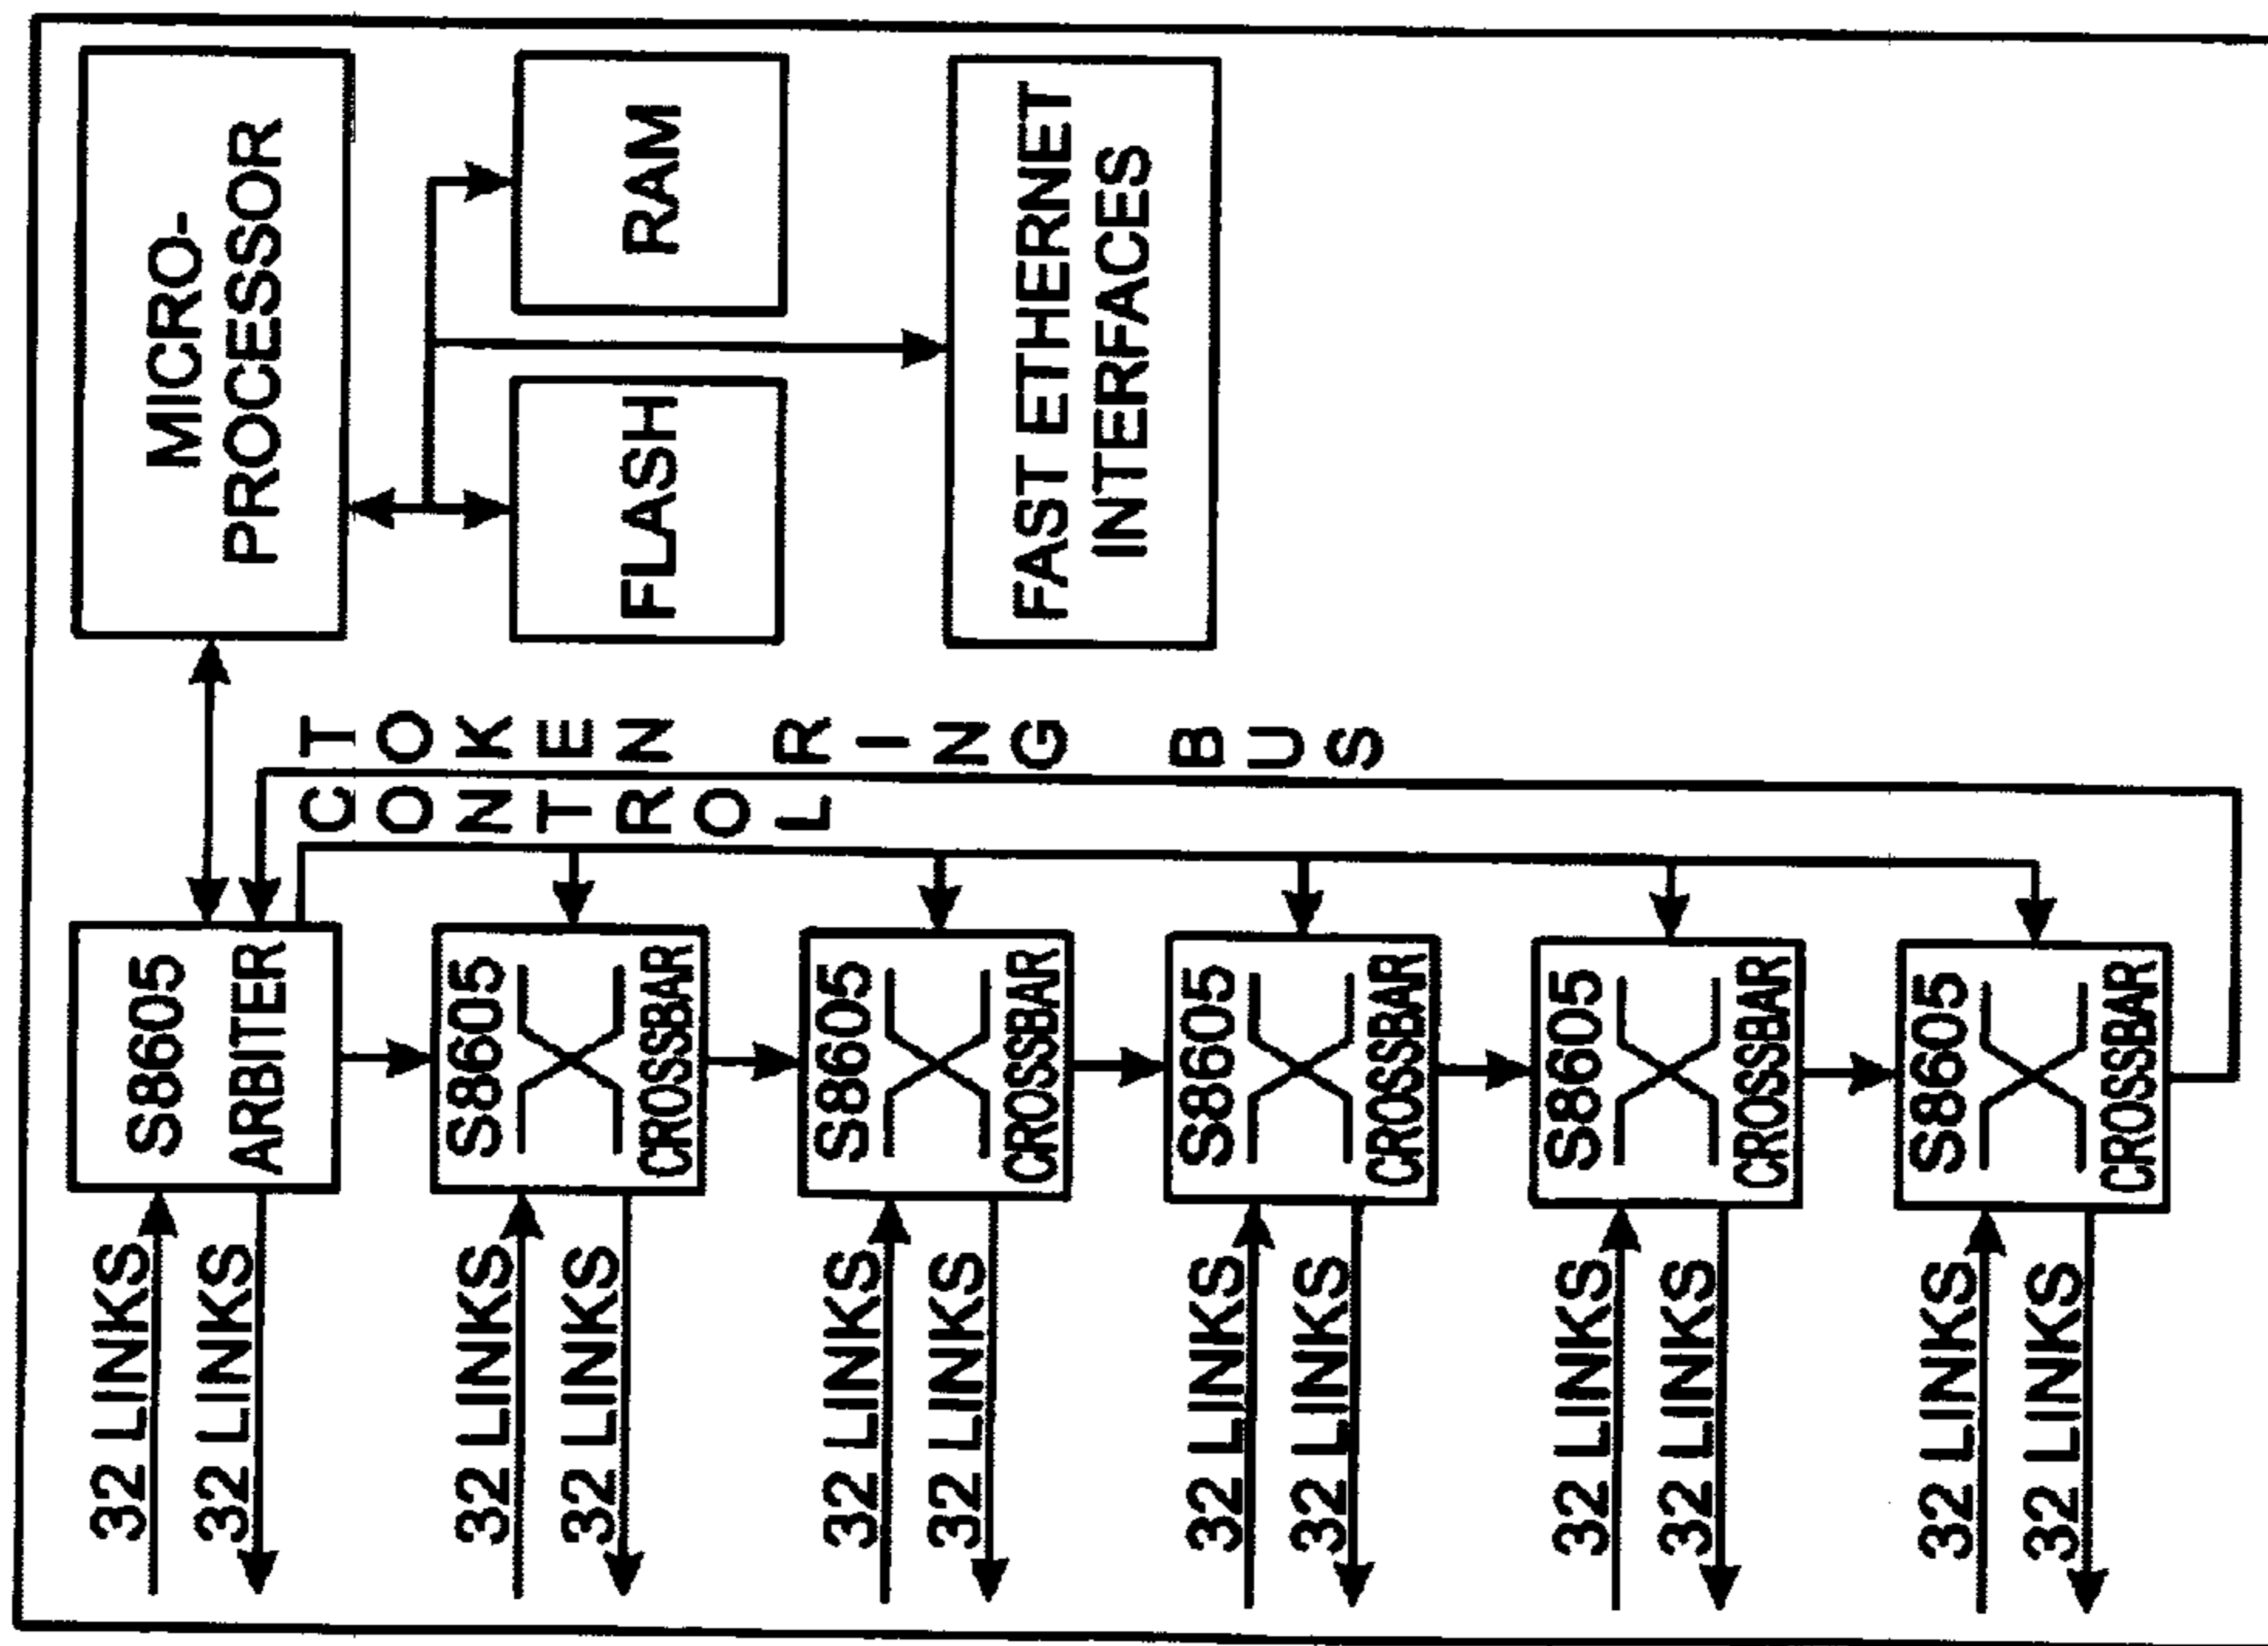 MICRO-
PROCESSOR
RAM
FLASH
FAST ETHERNET
INTERFACES
TOKEN RING BUS
CONTROL
S8605
ARBITER
S8605
CROSSBAR
S8605
CROSSBAR
S8605
CROSSBAR
S8605
CROSSBAR
S8605
CROSSBAR
32 LINKS
32 LINKS
32 LINKS
32 LINKS
32 LINKS
32 LINKS
32 LINKS
32 LINKS
32 LINKS
32 LINKS
32 LINKS
32 LINKS